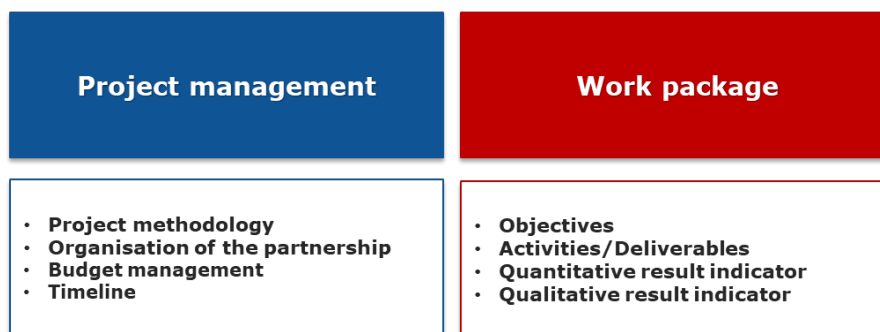 Project management
Work package
• Project methodology
• Organisation of the partnership
• Budget management
• Timeline
• Objectives
• Activities/Deliverables
• Quantitative result indicator
• Qualitative result indicator